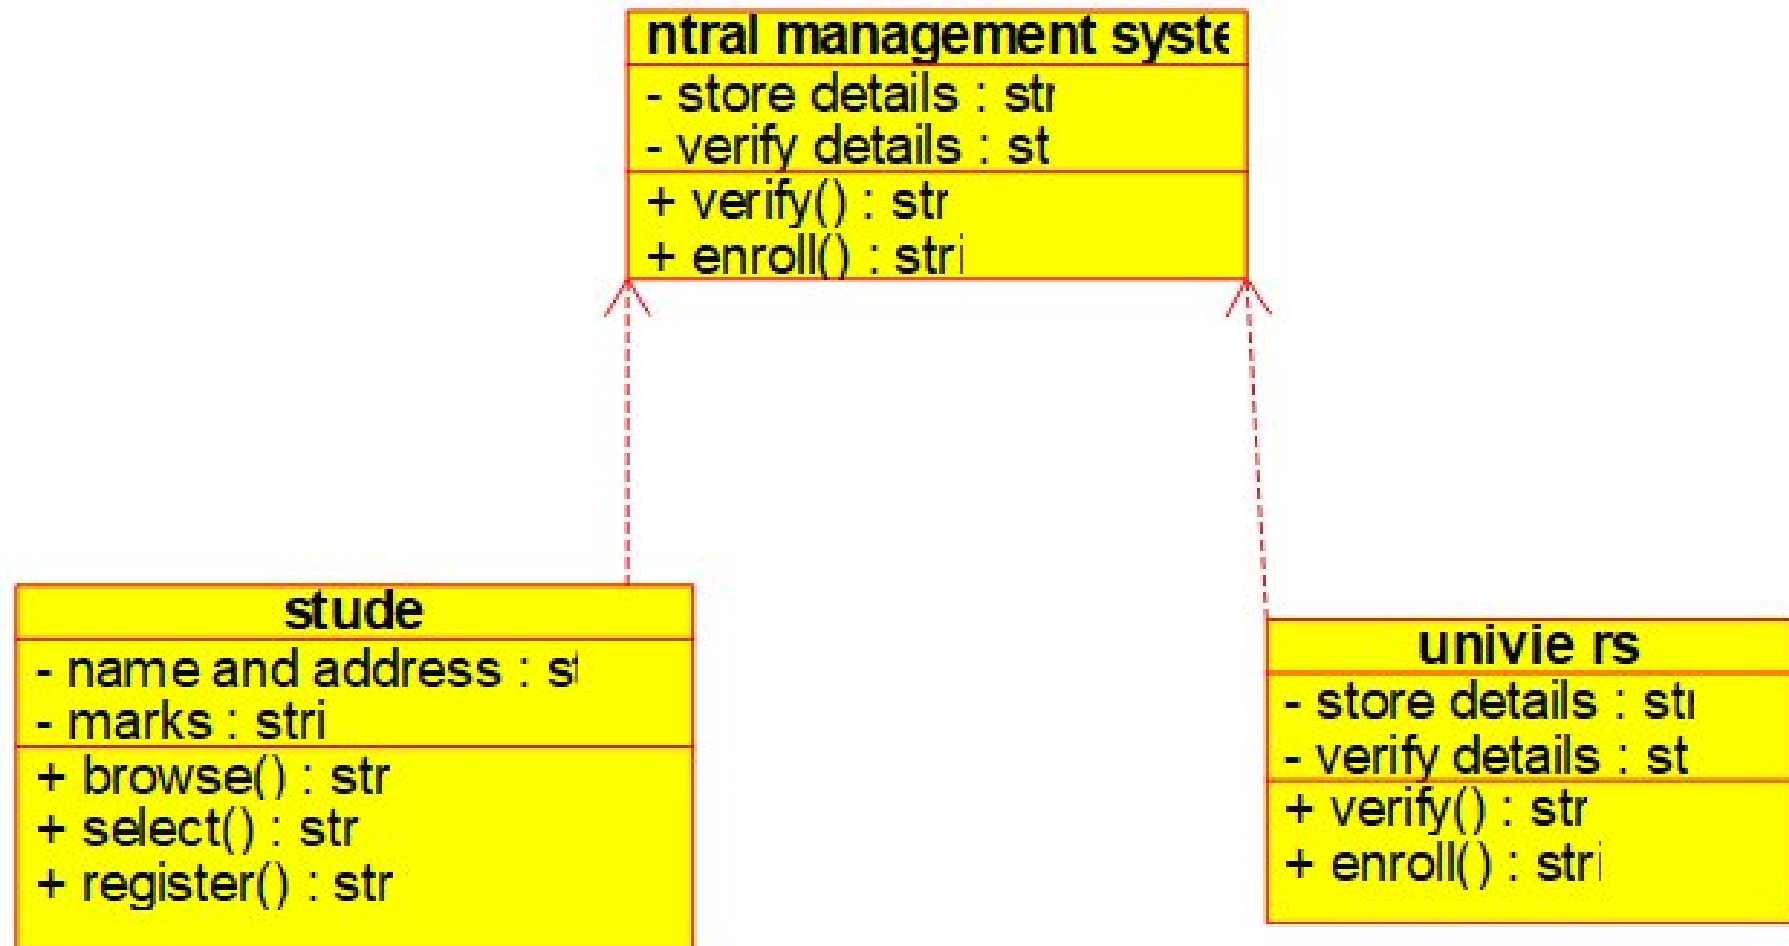 ntral management syste
- store details : str
- verify details : st
+ verify() : str
+ enroll() : stri
stude
- name and address : st
- marks : stri
+ browse() : str
+ select() : str
+ register() : str
univie rs
- store details : str
- verify details : st
+ verify() : str
+ enroll() : stri